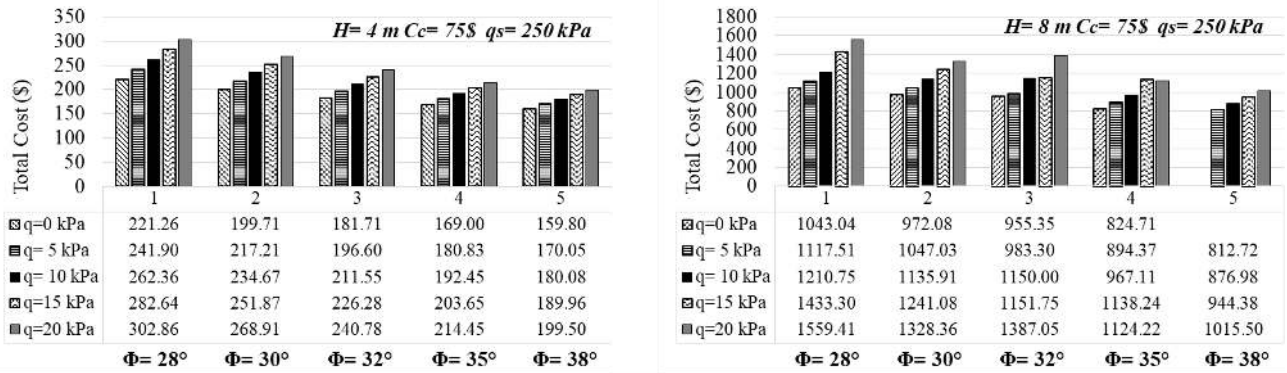 H= 4 m Cc= 75$ qs= 250 kPa
Total Cost ($)
350
300
250
200
150
100
50
0
1 2 3 4 5
q=0 kPa 221.26 199.71 181.71 169.00 159.80
q= 5 kPa 241.90 217.21 196.60 180.83 170.05
q= 10 kPa 262.36 234.67 211.55 192.45 180.08
q=15 kPa 282.64 251.87 226.28 203.65 189.96
q=20 kPa 302.86 268.91 240.78 214.45 199.50
Φ= 28° Φ= 30° Φ= 32° Φ= 35° Φ= 38°
H= 8 m Cc= 75$ qs= 250 kPa
Total Cost ($)
1800
1600
1400
1200
1000
800
600
400
200
0
1 2 3 4 5
q=0 kPa 1043.04 972.08 955.35 824.71
q= 5 kPa 1117.51 1047.03 983.30 894.37 812.72
q= 10 kPa 1210.75 1135.91 1150.00 967.11 876.98
q=15 kPa 1433.30 1241.08 1151.75 1138.24 944.38
q=20 kPa 1559.41 1328.36 1387.05 1124.22 1015.50
Φ= 28° Φ= 30° Φ= 32° Φ= 35° Φ= 38°